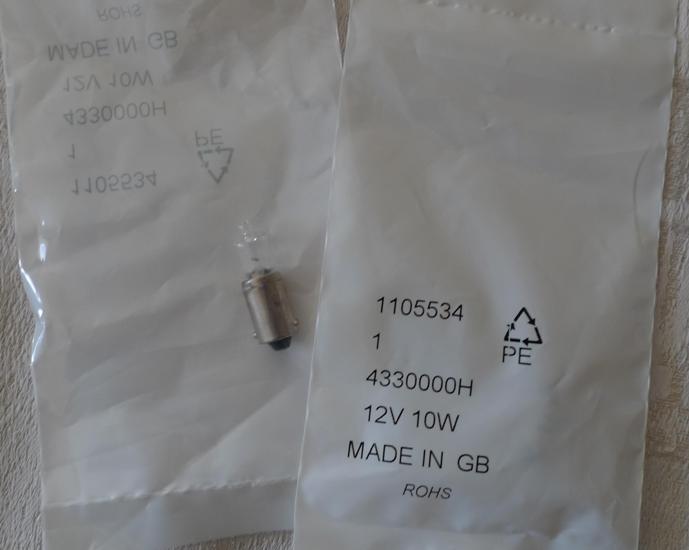 ROHS
MADE IN GB
12V 10W
4330000H
1
PE
1105534
1105534
1
PE
4330000H
12V 10W
MADE IN GB
ROHS